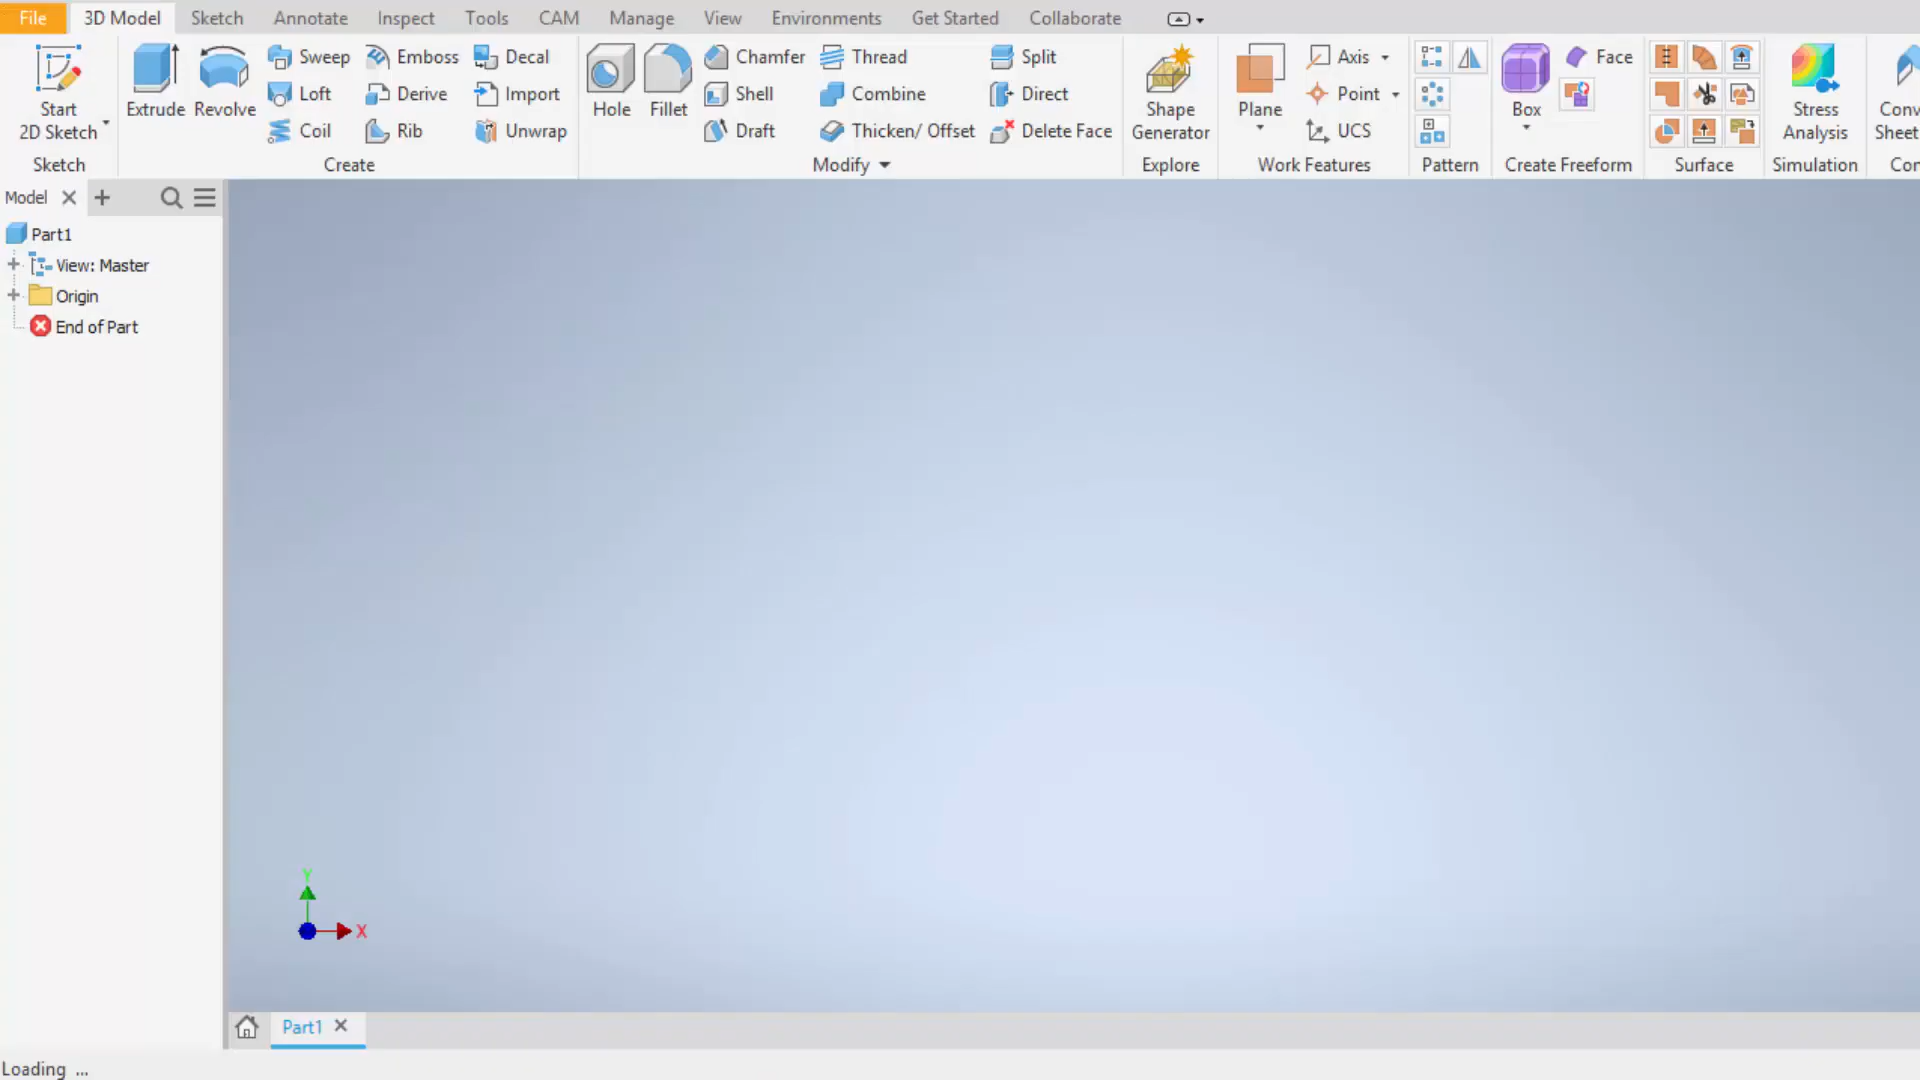 File 3D Model Sketch Annotate Inspect Tools CAM Manage View Environments Get Started Collaborate
Start
2D Sketch
Sketch
Extrude
Revolve
Sweep
Loft
Coil
Emboss
Derive
Rib
Decal
Import
Unwrap
Create
Hole
Fillet
Chamfer
Shell
Draft
Thread
Combine
Thicken/ Offset
Split
Direct
Delete Face
Modify
Shape
Generator
Explore
Plane
Axis
Point
UCS
Work Features
Pattern
Box
Face
Create Freeform
Surface
Stress
Analysis
Simulation
Conv
Sheet
Con
Model
Part1
View: Master
Origin
End of Part
Y
X
Part1
Loading ...